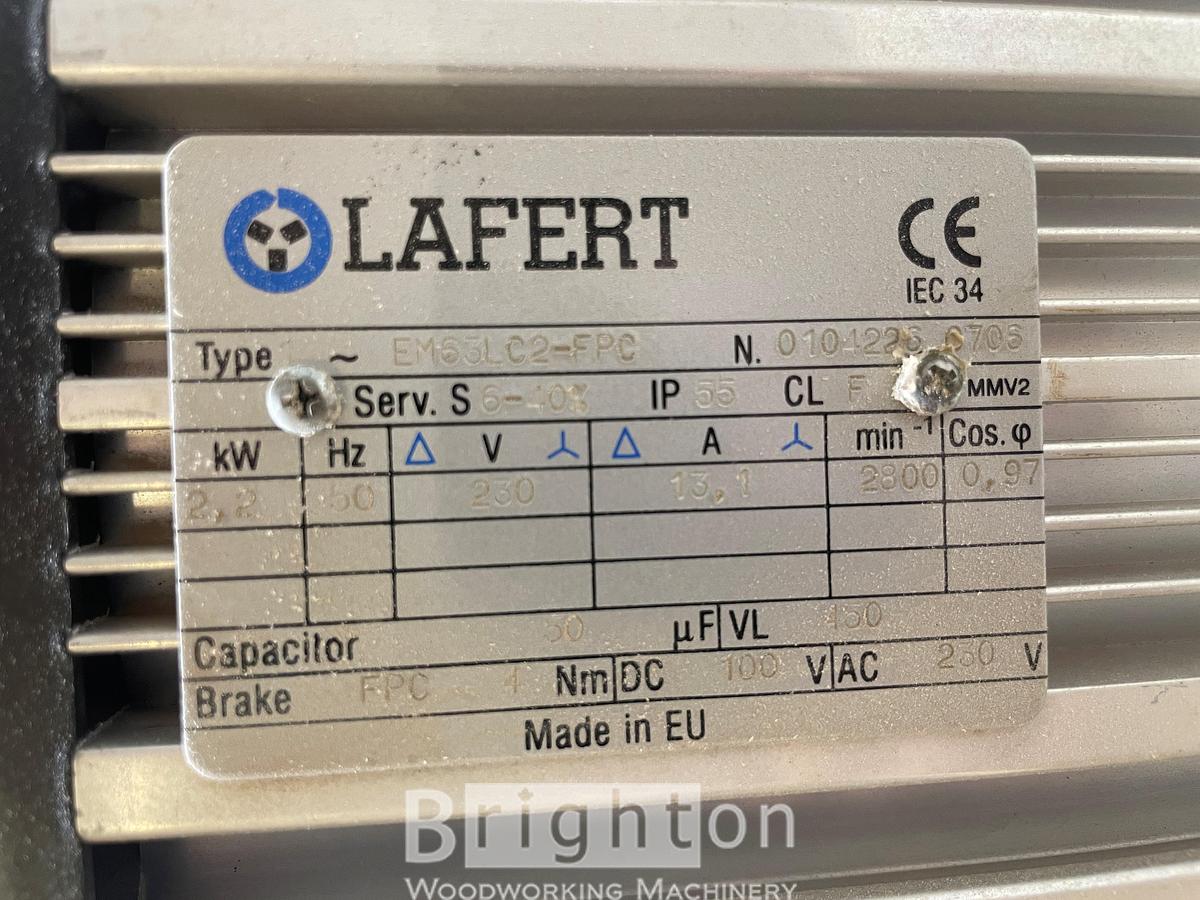 LAFERT
CE
IEC 34
Type ~ EM63LC2-FPC N. 0104226 0706
Serv. S 6-40% IP 55 CL F MMV2
kW Hz Δ V Δ A min -1 Cos. φ
2,2 50 230 13,1 2800 0,97
Capacitor 50 μF VL 450
Brake FPC 4 Nm DC 100 V AC 230 V
Made in EU
Brighton
WOODWORKING MACHINERY